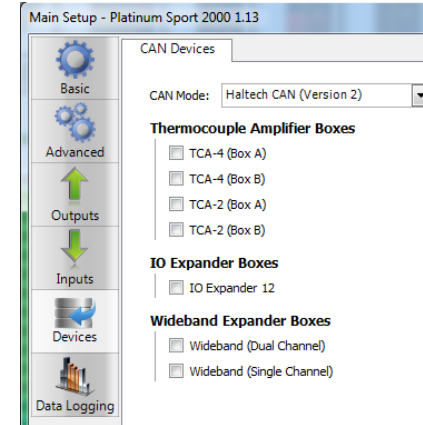 Main Setup - Platinum Sport 2000 1.13
Basic
Advanced
Outputs
Inputs
Devices
Data Logging
CAN Devices
CAN Mode: Haltech CAN (Version 2)
Thermocouple Amplifier Boxes
TCA-4 (Box A)
TCA-4 (Box B)
TCA-2 (Box A)
TCA-2 (Box B)
IO Expander Boxes
IO Expander 12
Wideband Expander Boxes
Wideband (Dual Channel)
Wideband (Single Channel)